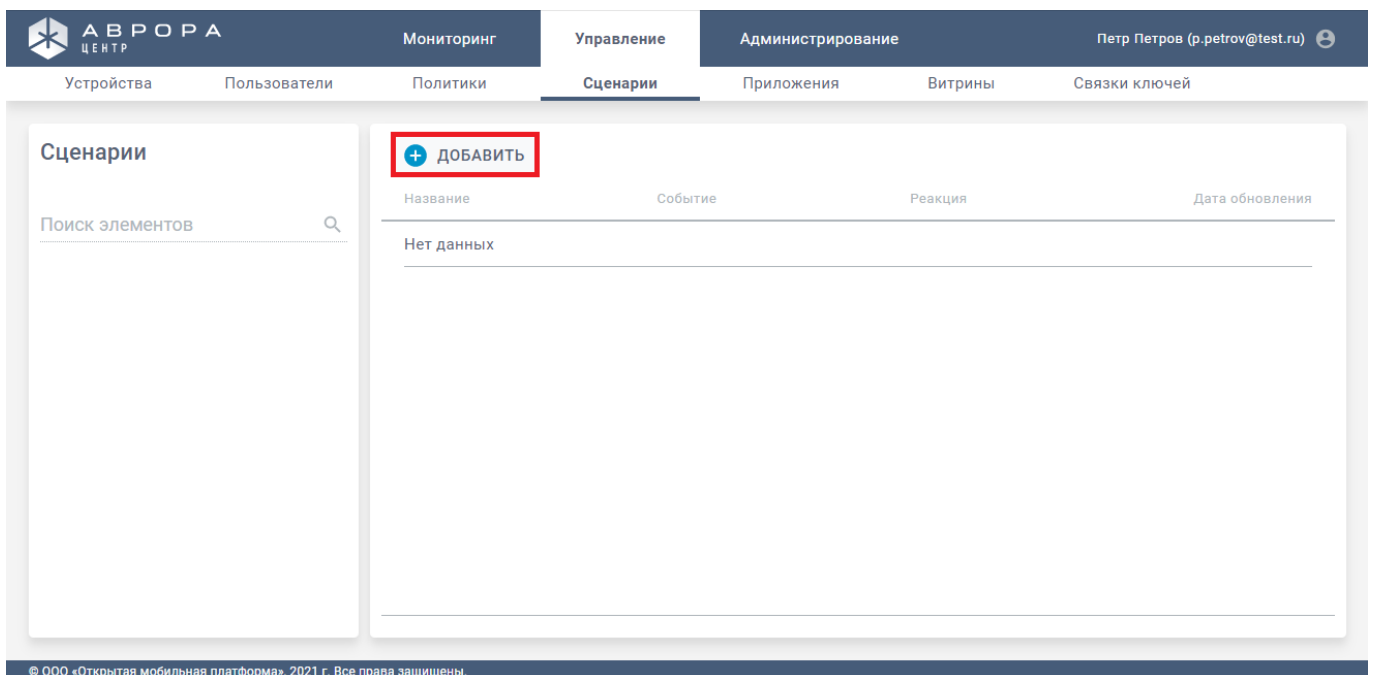 АВРОРА
ЦЕНТР
Мониторинг Управление Администрирование Петр Петров (p.petrov@test.ru)
Устройства Пользователи Политики Сценарии Приложения Витрины Связки ключей
Сценарии
Поиск элементов
ДОБАВИТЬ
Название Событие Реакция Дата обновления
Нет данных
© ООО «Открытая мобильная платформа», 2021 г. Все права защищены.